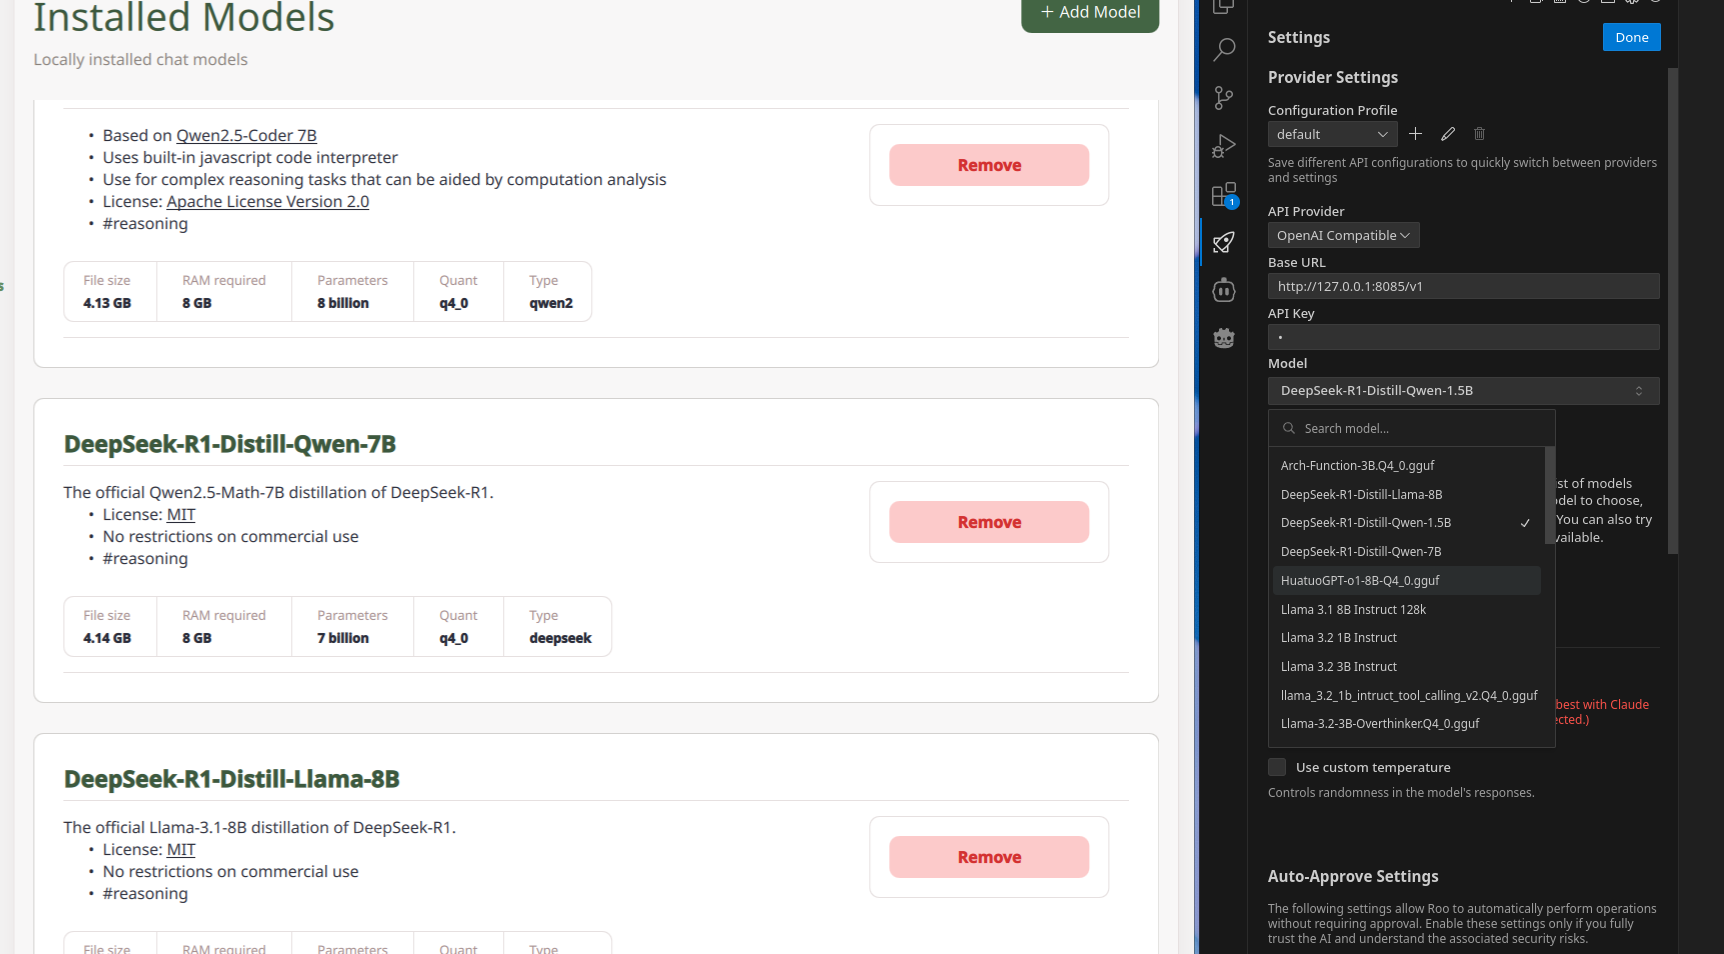 Installed Models
+ Add Model
Locally installed chat models
Based on Qwen2.5-Coder 7B
Uses built-in javascript code interpreter
Use for complex reasoning tasks that can be aided by computation analysis
License: Apache License Version 2.0
#reasoning
Remove
File size RAM required Parameters Quant Type
4.13 GB 8 GB 8 billion q4_0 qwen2
DeepSeek-R1-Distill-Qwen-7B
The official Qwen2.5-Math-7B distillation of DeepSeek-R1.
License: MIT
No restrictions on commercial use
#reasoning
Remove
File size RAM required Parameters Quant Type
4.14 GB 8 GB 7 billion q4_0 deepseek
DeepSeek-R1-Distill-Llama-8B
The official Llama-3.1-8B distillation of DeepSeek-R1.
License: MIT
No restrictions on commercial use
#reasoning
Remove
File size RAM required Parameters Quant Type
Settings
Done
Provider Settings
Configuration Profile
default
Save different API configurations to quickly switch between providers
and settings
API Provider
OpenAI Compatible
Base URL
http://127.0.0.1:8085/v1
API Key
Model
DeepSeek-R1-Distill-Qwen-1.5B
Search model...
Arch-Function-3B.Q4_0.gguf
DeepSeek-R1-Distill-Llama-8B
DeepSeek-R1-Distill-Qwen-1.5B
DeepSeek-R1-Distill-Qwen-7B
HuatuoGPT-o1-8B-Q4_0.gguf
Llama 3.1 8B Instruct 128k
Llama 3.2 1B Instruct
Llama 3.2 3B Instruct
llama_3.2_1b_intruct_tool_calling_v2.Q4_0.gguf
Llama-3.2-3B-Overthinker.Q4_0.gguf
of models
to choose,
You can also try
best with Claude
Use custom temperature
Controls randomness in the model's responses.
Auto-Approve Settings
The following settings allow Roo to automatically perform operations
without requiring approval. Enable these settings only if you fully
trust the AI and understand the associated security risks.
1